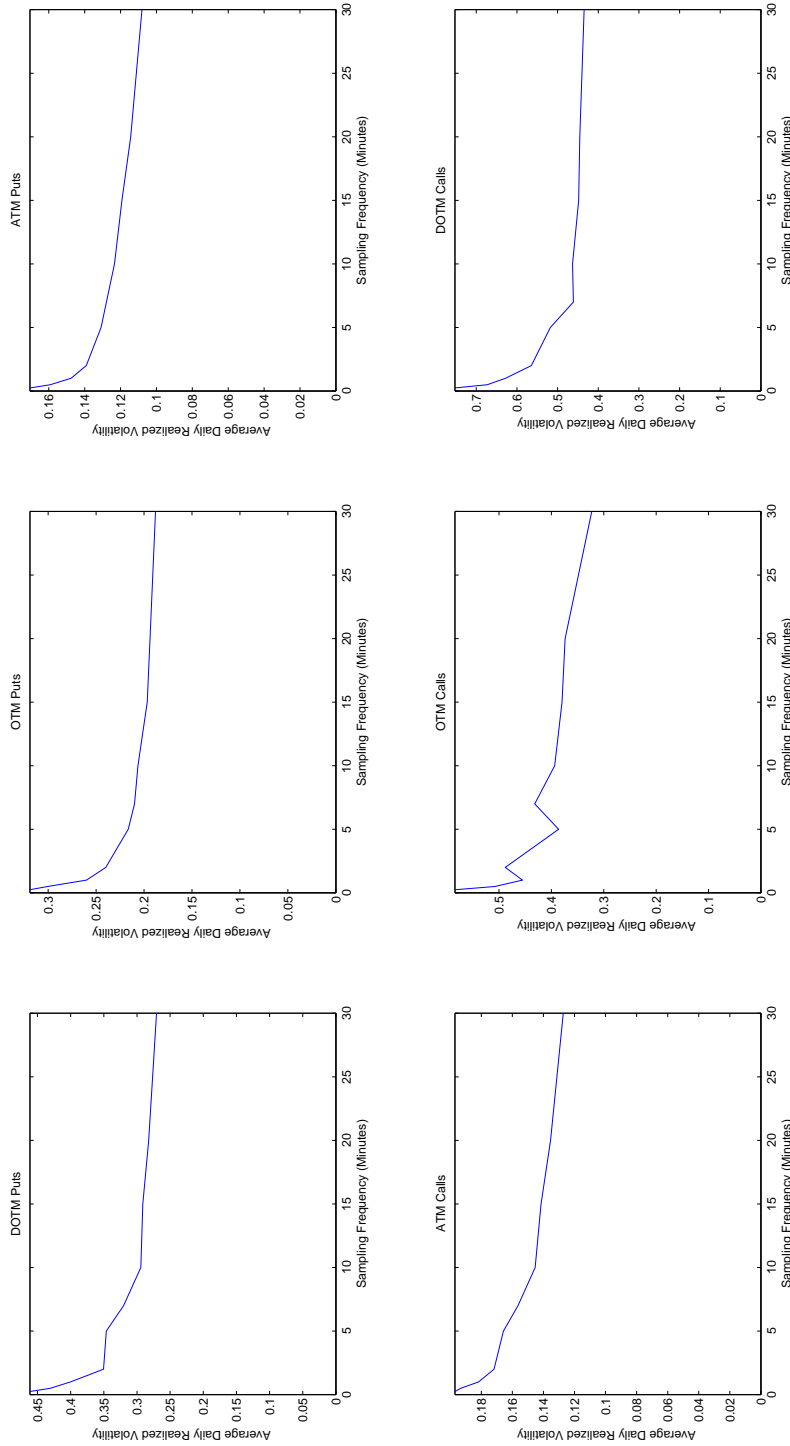 DOTM Puts
Average Daily Realized Volatility
0.45
0.4
0.35
0.3
0.25
0.2
0.15
0.1
0.05
0
0 5 10 15 20 25 30
Sampling Frequency (Minutes)
OTM Puts
Average Daily Realized Volatility
0.3
0.25
0.2
0.15
0.1
0.05
0
0 5 10 15 20 25 30
Sampling Frequency (Minutes)
ATM Puts
Average Daily Realized Volatility
0.16
0.14
0.12
0.1
0.08
0.06
0.04
0.02
0
0 5 10 15 20 25 30
Sampling Frequency (Minutes)
ATM Calls
Average Daily Realized Volatility
0.18
0.16
0.14
0.12
0.1
0.08
0.06
0.04
0.02
0
0 5 10 15 20 25 30
Sampling Frequency (Minutes)
OTM Calls
Average Daily Realized Volatility
0.5
0.4
0.3
0.2
0.1
0
0 5 10 15 20 25 30
Sampling Frequency (Minutes)
DOTM Calls
Average Daily Realized Volatility
0.7
0.6
0.5
0.4
0.3
0.2
0.1
0
0 5 10 15 20 25 30
Sampling Frequency (Minutes)